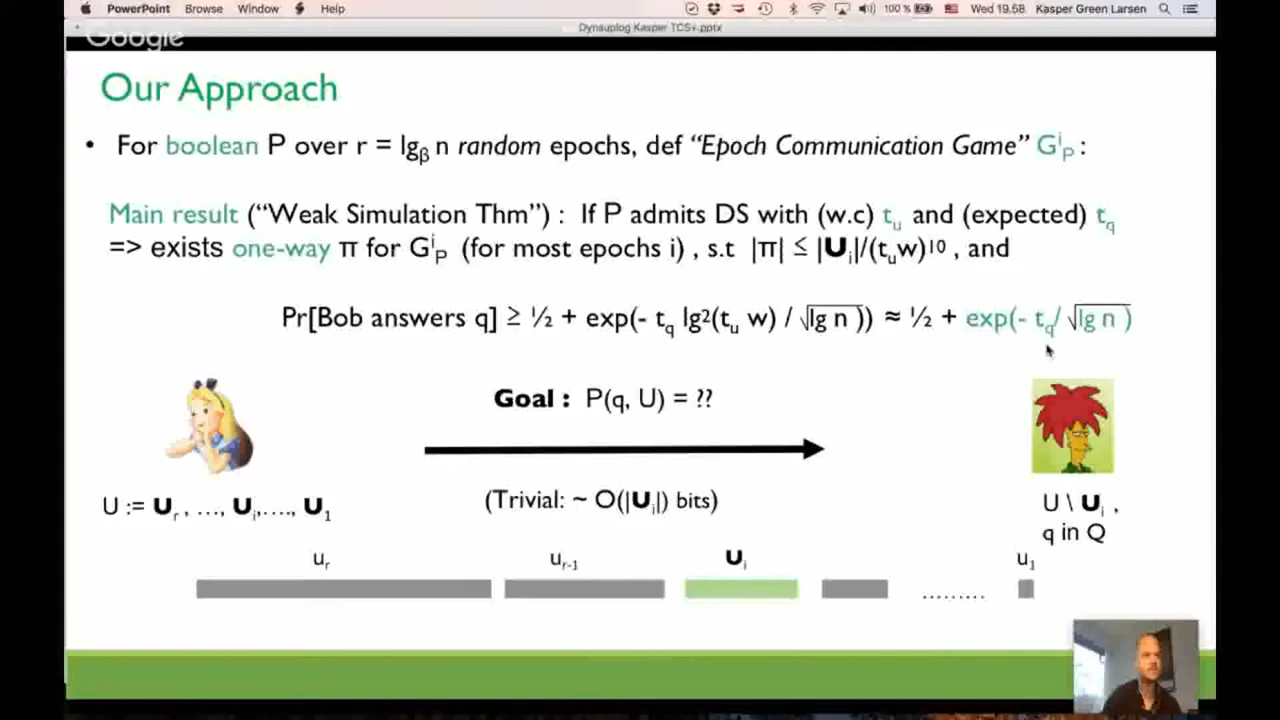 PowerPoint Browse Window Help 100 % Wed 19.58 Kasper Green Larsen
Dynsuplog Kasper TCS+.pptx
Google
Our Approach
• For boolean P over r = lgᵦ n random epochs, def “Epoch Communication Game” Gⁱₚ :
Main result (“Weak Simulation Thm”) : If P admits DS with (w.c) tᵤ and (expected) t_q
=> exists one-way π for Gⁱₚ (for most epochs i) , s.t |π| ≤ |Uᵢ|/(tᵤw)¹⁰ , and
Pr[Bob answers q] ≥ ½ + exp(- t_q lg²(tᵤ w) / √lg n )) ≈ ½ + exp(- t_q/ √lg n )
Goal : P(q, U) = ??
U := Uᵣ , …, Uᵢ,…., U₁
(Trivial: ~ O(|Uᵢ|) bits)
U \ Uᵢ ,
q in Q
uᵣ uᵣ₋₁ Uᵢ u₁
.........